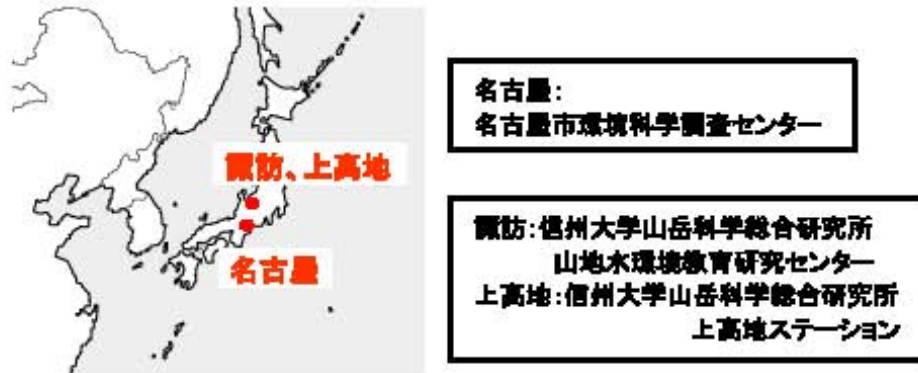 諏訪、上高地
名古屋
名古屋:
名古屋市環境科学調査センター
諏訪:信州大学山岳科学総合研究所
山地水環境教育研究センター
上高地:信州大学山岳科学総合研究所
上高地ステーション